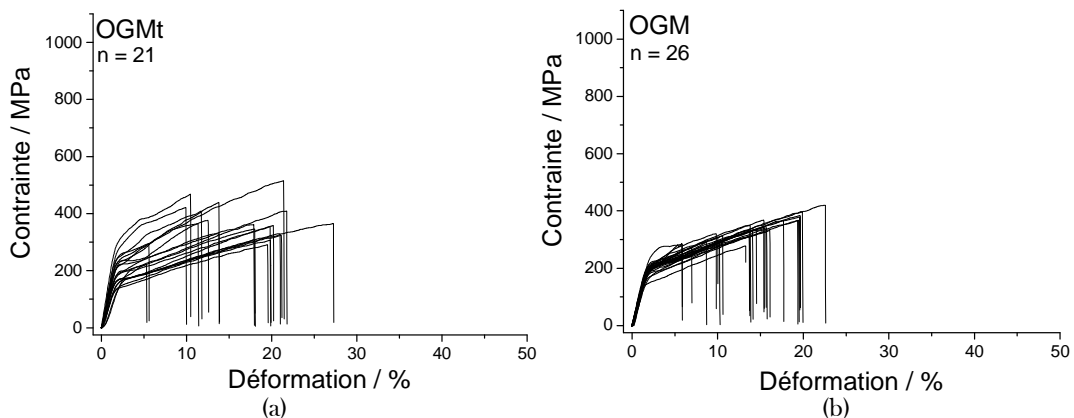 OGMt
n = 21
Contrainte / MPa
1000
800
600
400
200
0
0 10 20 30 40 50
Déformation / %
(a)
OGM
n = 26
Contrainte / MPa
1000
800
600
400
200
0
0 10 20 30 40 50
Déformation / %
(b)